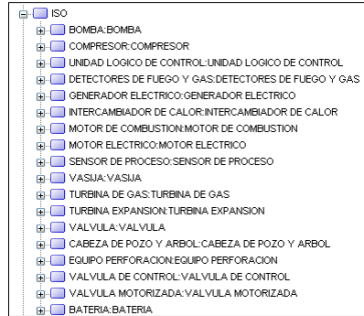 ISO
BOMBA:BOMBA
COMPRESOR:COMPRESOR
UNIDAD LOGICO DE CONTROL:UNIDAD LOGICO DE CONTROL
DETECTORES DE FUEGO Y GAS:DETECTORES DE FUEGO Y GAS
GENERADOR ELECTRICO:GENERADOR ELECTRICO
INTERCAMBIADOR DE CALOR:INTERCAMBIADOR DE CALOR
MOTOR DE COMBUSTION:MOTOR DE COMBUSTION
MOTOR ELECTRICO:MOTOR ELECTRICO
SENSOR DE PROCESO:SENSOR DE PROCESO
VASIJA:VASIJA
TURBINA DE GAS:TURBINA DE GAS
TURBINA EXPANSION:TURBINA EXPANSION
VALVULA:VALVULA
CABEZA DE POZO Y ARBOL:CABEZA DE POZO Y ARBOL
EQUIPO PERFORACION:EQUIPO PERFORACION
VALVULA DE CONTROL:VALVULA DE CONTROL
VALVULA MOTORIZADA:VALVULA MOTORIZADA
BATERIA:BATERIA